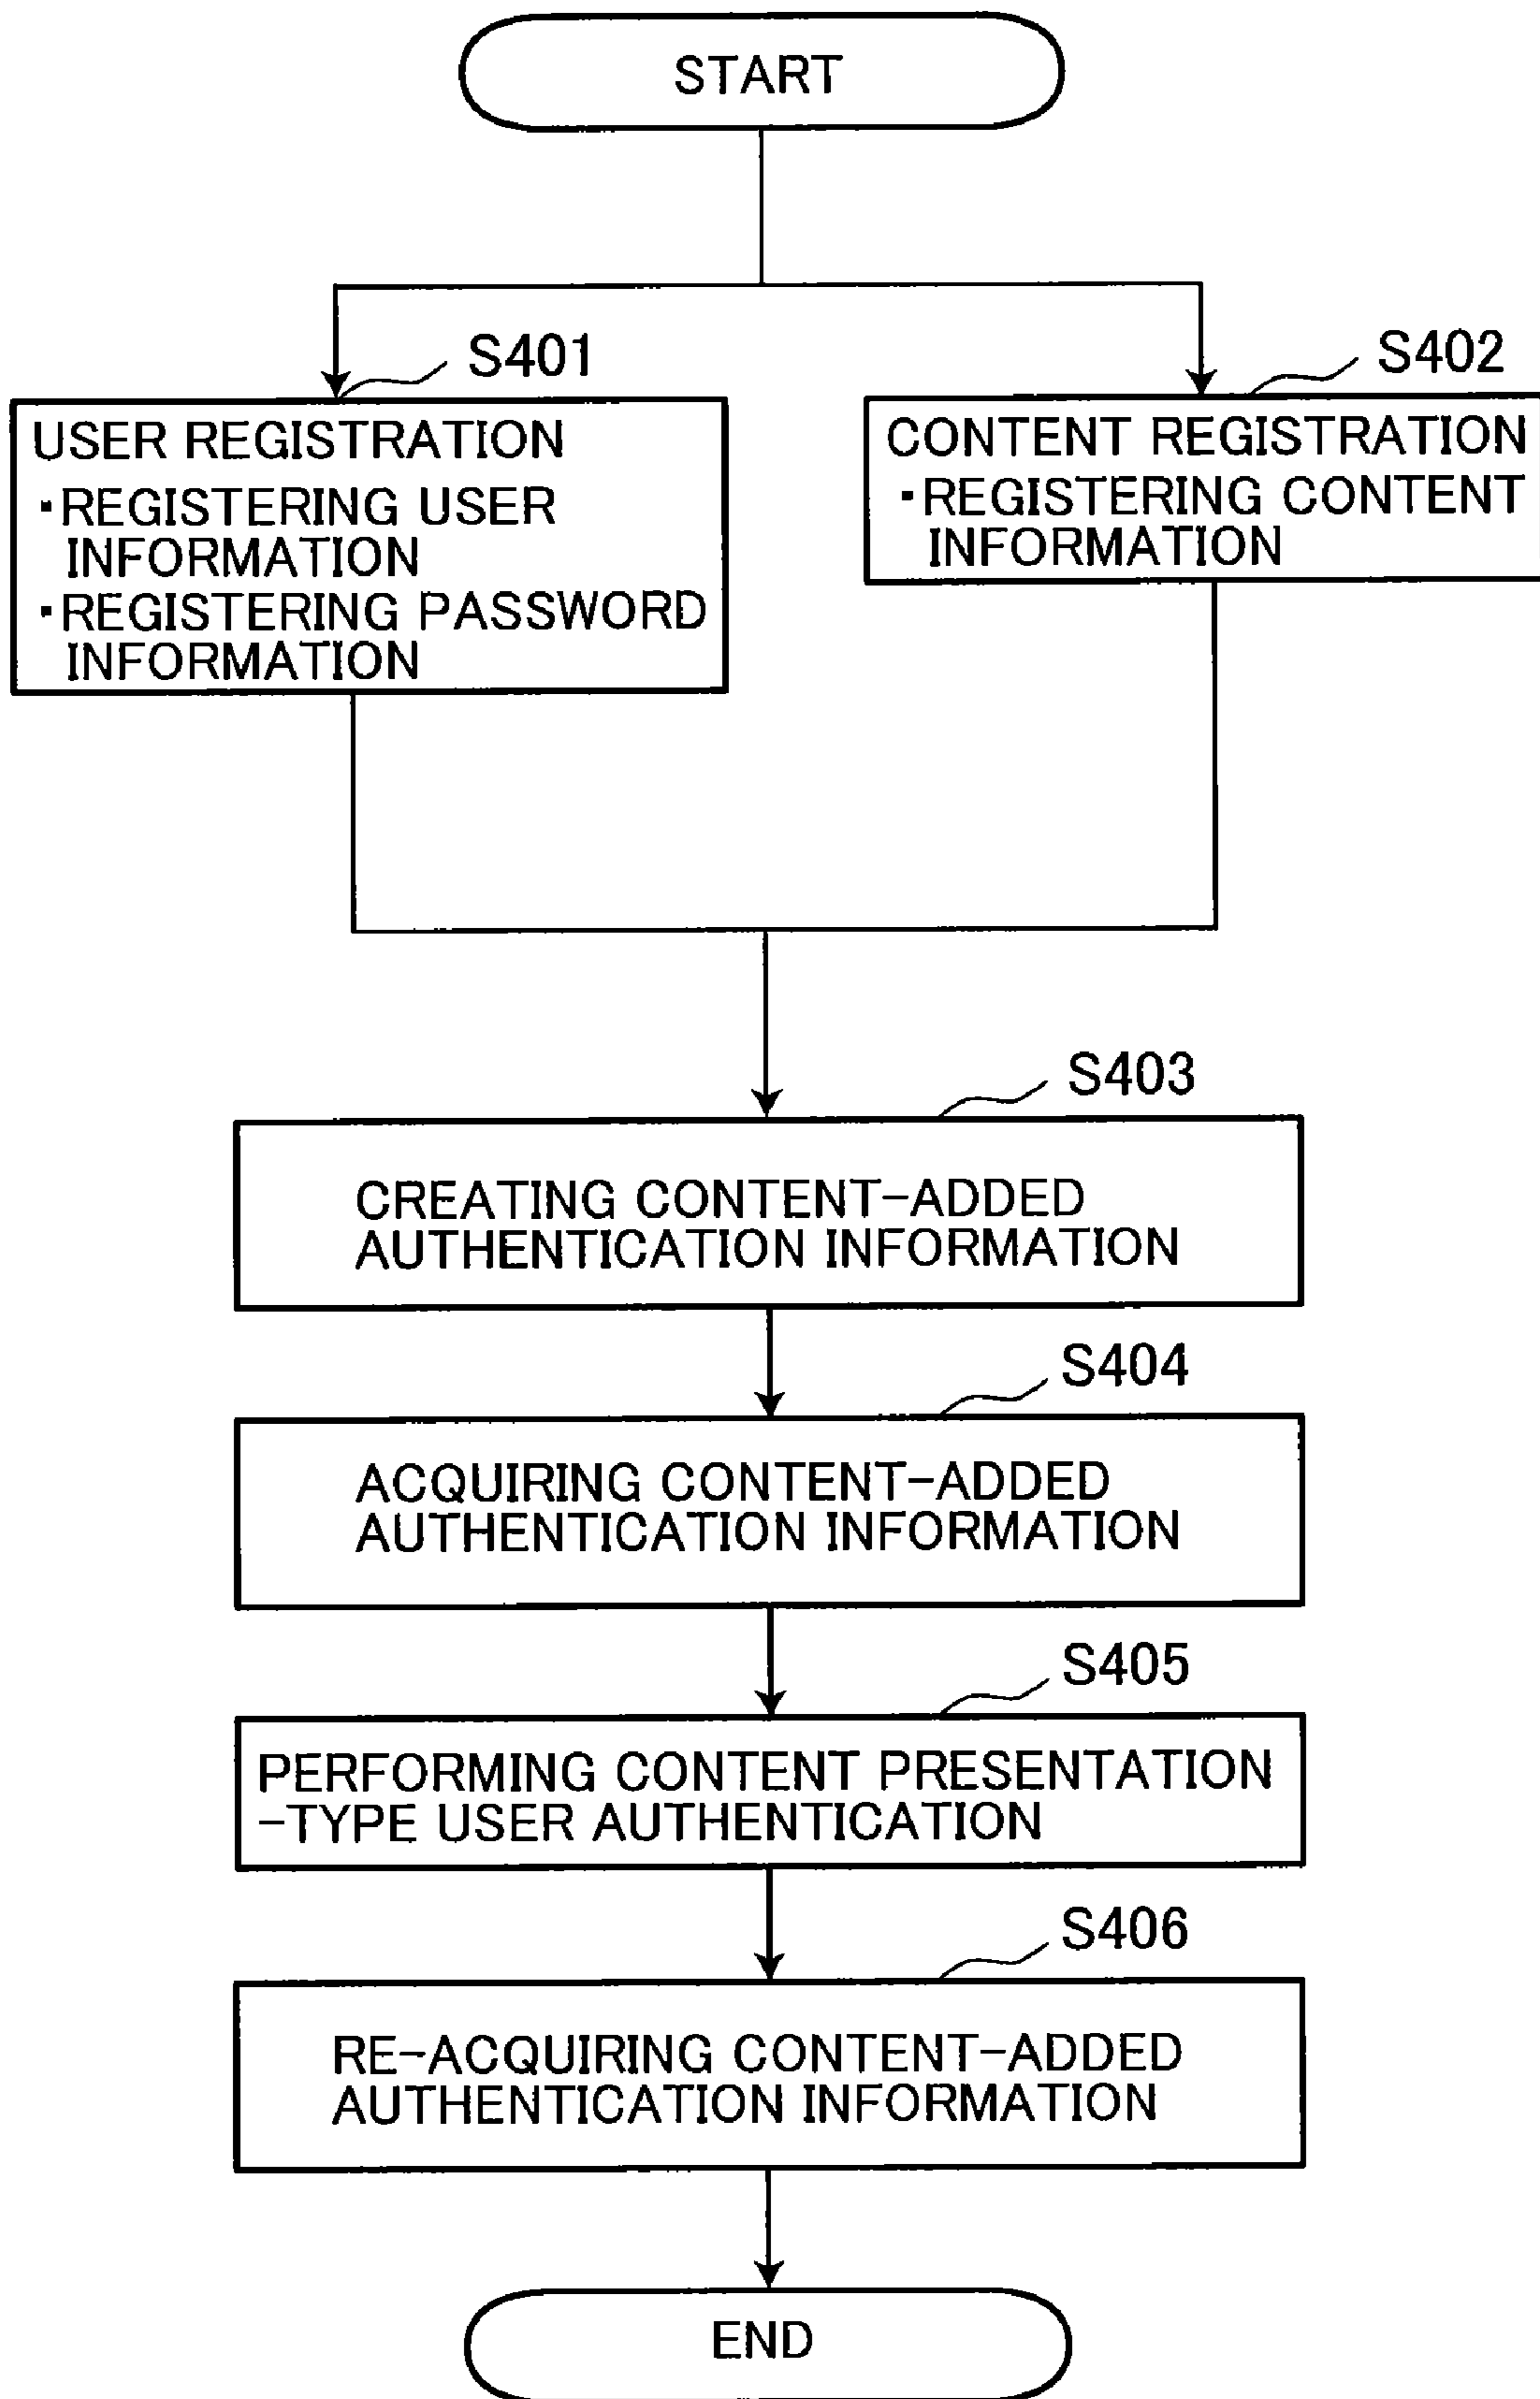 START
S401
USER REGISTRATION
・REGISTERING USER
INFORMATION
・REGISTERING PASSWORD
INFORMATION
S402
CONTENT REGISTRATION
・REGISTERING CONTENT
INFORMATION
S403
CREATING CONTENT-ADDED
AUTHENTICATION INFORMATION
S404
ACQUIRING CONTENT-ADDED
AUTHENTICATION INFORMATION
S405
PERFORMING CONTENT PRESENTATION
-TYPE USER AUTHENTICATION
S406
RE-ACQUIRING CONTENT-ADDED
AUTHENTICATION INFORMATION
END